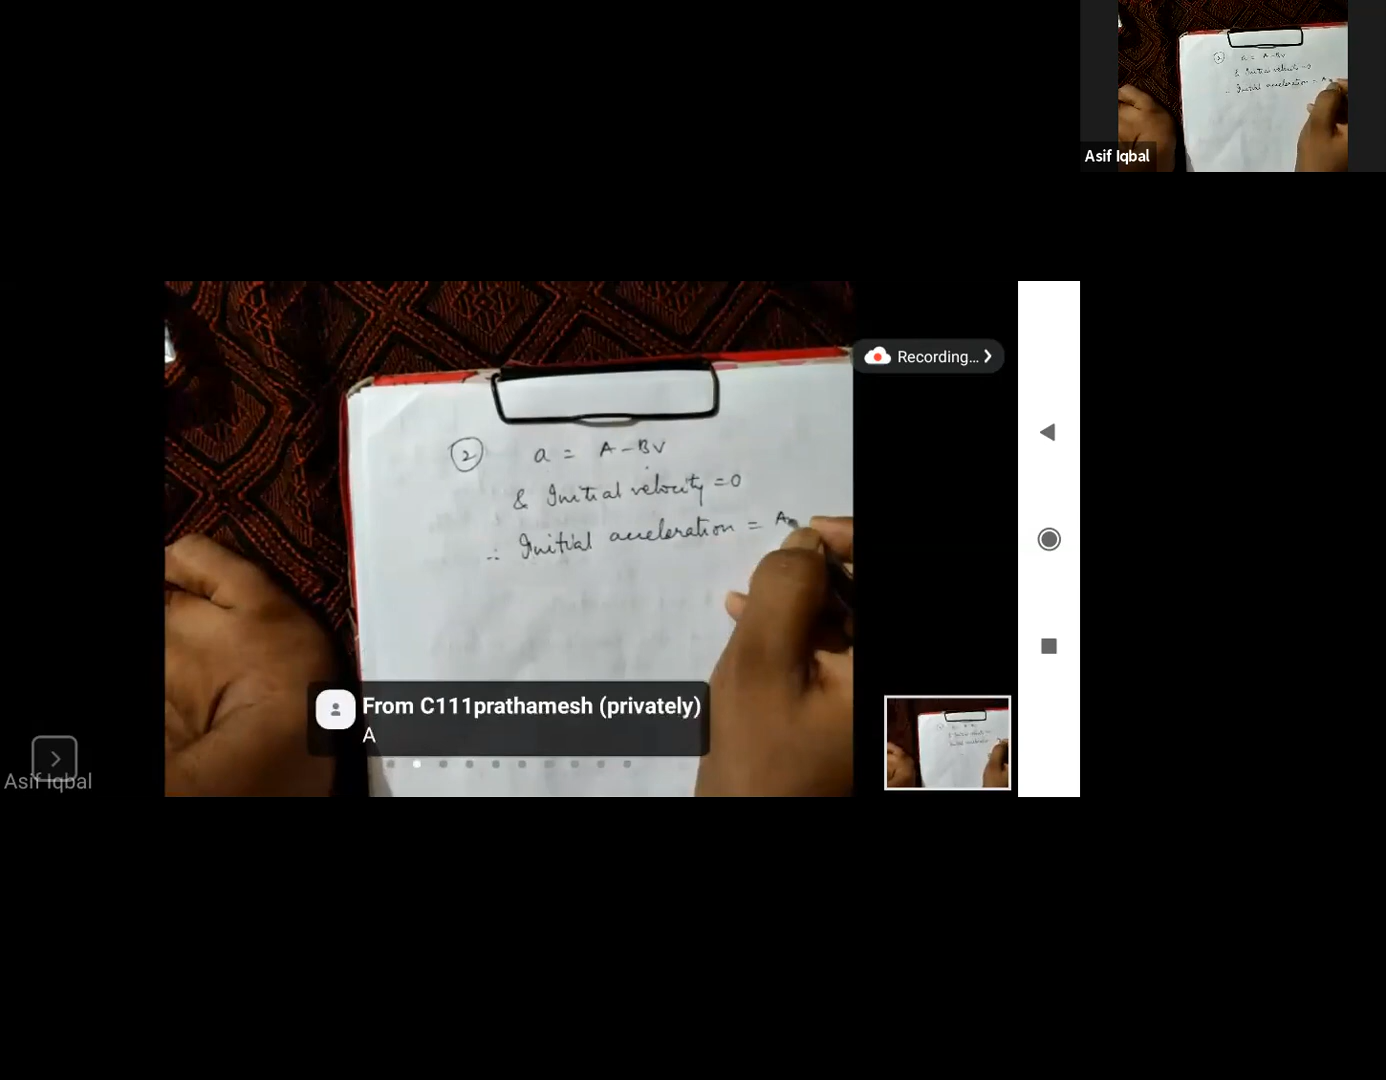 Asif Iqbal
Recording...
2 a = A-BV
& Initial velocity = 0
∴ Initial acceleration = A
From C111prathamesh (privately)
A
Asif Iqbal